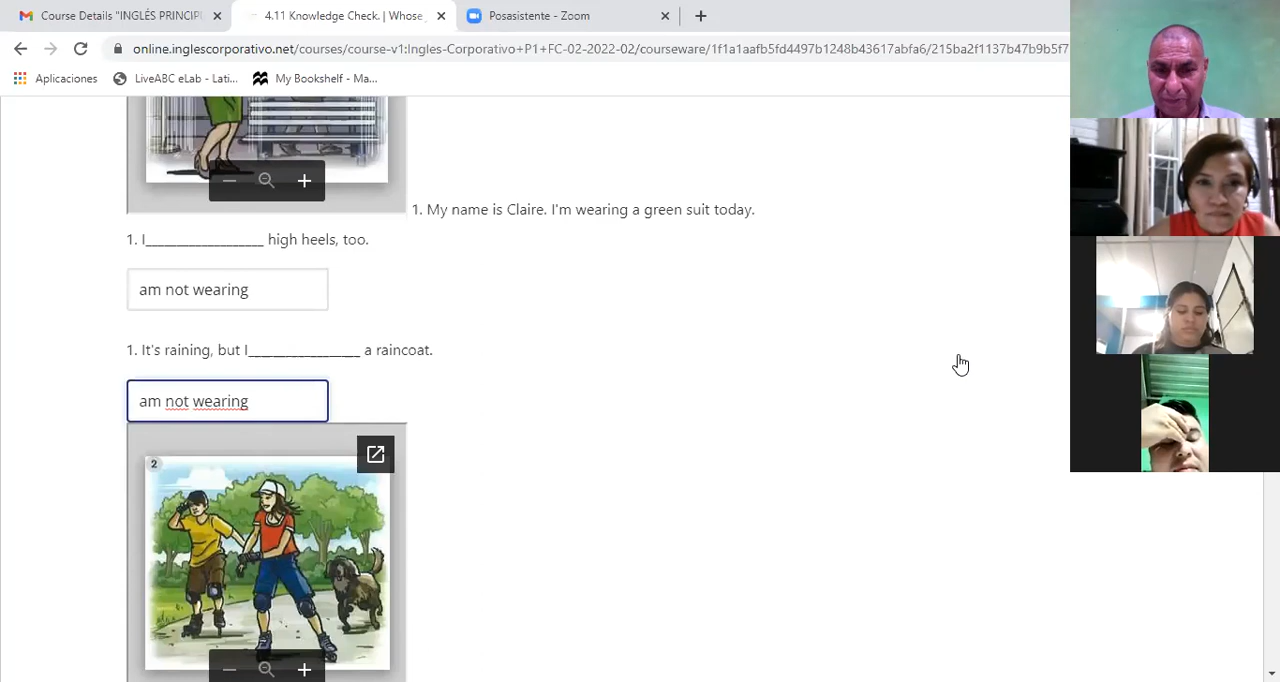 Course Details "INGLÉS PRINCIPI
4.11 Knowledge Check. | Whose
Posasistente - Zoom
online.inglescorporativo.net/courses/course-v1:Ingles-Corporativo+P1+FC-02-2022-02/courseware/1f1a1aafb5fd4497b1248b43617abfa6/215ba2f1137b47b9b5f7
Aplicaciones
LiveABC eLab - Lati...
My Bookshelf - Ma...
1. My name is Claire. I'm wearing a green suit today.
1. I__________________ high heels, too.
am not wearing
1. It's raining, but I_________________ a raincoat.
am not wearing
2